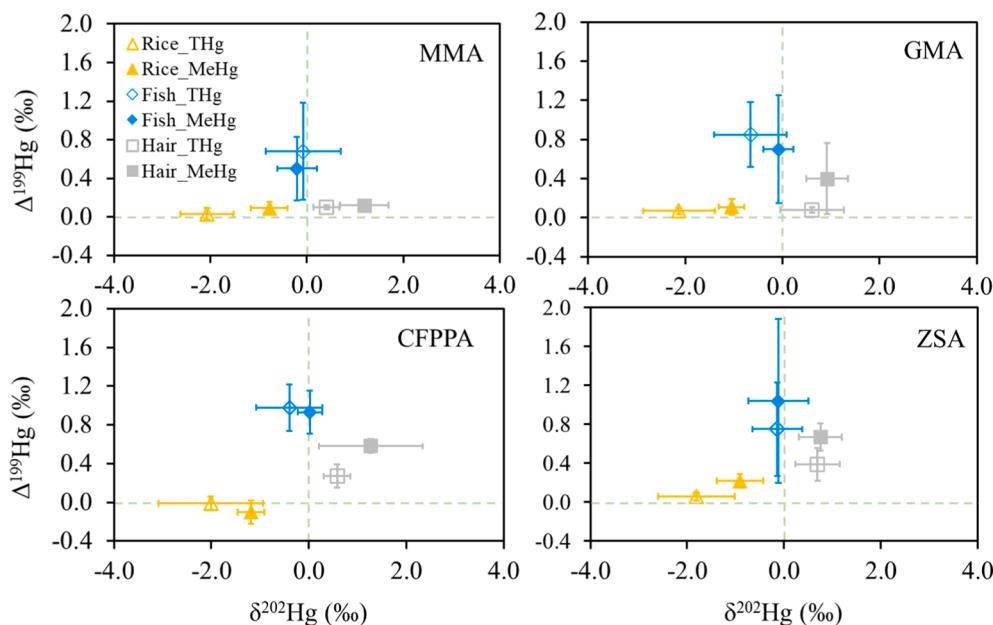 2.0
1.6
1.2
0.8
0.4
0.0
-0.4
Δ¹⁹⁹Hg (‰)
Rice_THg
Rice_MeHg
Fish_THg
Fish_MeHg
Hair_THg
Hair_MeHg
MMA
-4.0 -2.0 0.0 2.0 4.0
2.0
1.6
1.2
0.8
0.4
0.0
-0.4
GMA
-4.0 -2.0 0.0 2.0 4.0
2.0
1.6
1.2
0.8
0.4
0.0
-0.4
Δ¹⁹⁹Hg (‰)
CFPPA
-4.0 -2.0 0.0 2.0 4.0
δ²⁰²Hg (‰)
2.0
1.6
1.2
0.8
0.4
0.0
-0.4
ZSA
-4.0 -2.0 0.0 2.0 4.0
δ²⁰²Hg (‰)